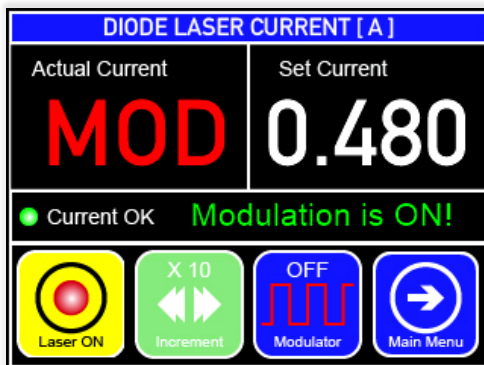 DIODE LASER CURRENT [ A ]
Actual Current
Set Current
MOD
0.480
Current OK
Modulation is ON!
X 10
OFF
Laser ON
Increment
Modulator
Main Menu